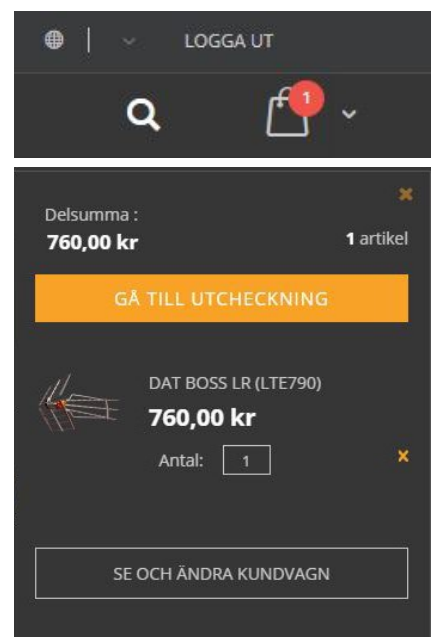 LOGGA UT
1
Delsumma :
760,00 kr
1 artikel
GÅ TILL UTCHECKNING
DAT BOSS LR (LTE790)
760,00 kr
Antal: 1
SE OCH ÄNDRA KUNDVAGN